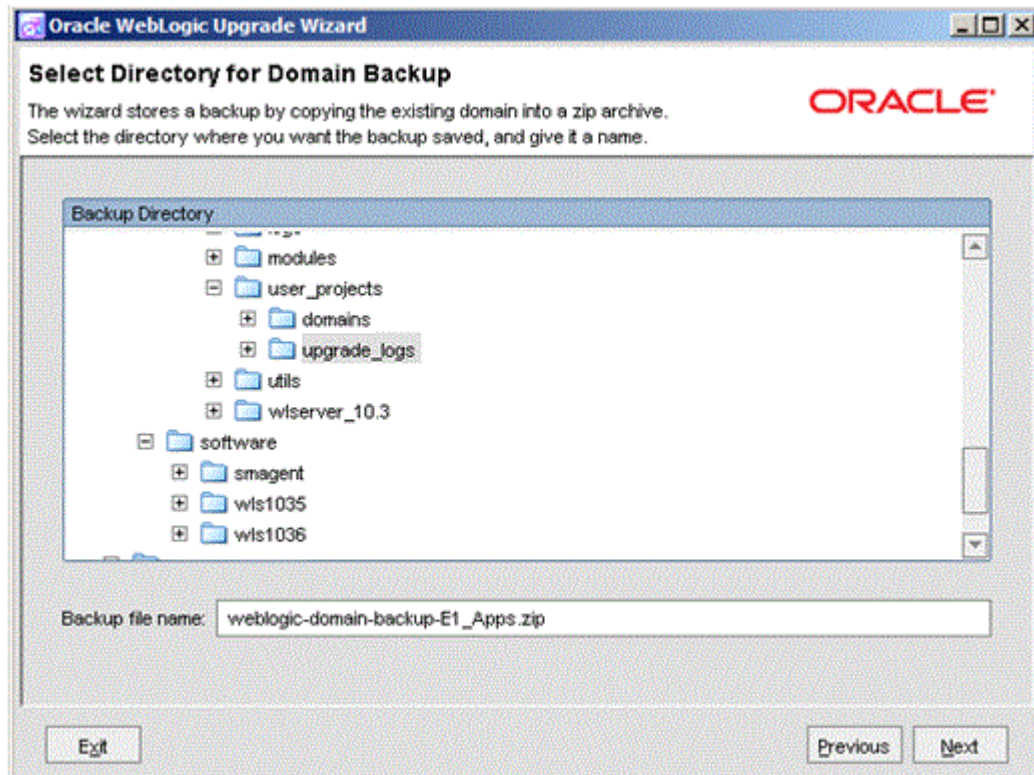 Oracle WebLogic Upgrade Wizard
Select Directory for Domain Backup
The wizard stores a backup by copying the existing domain into a zip archive.
Select the directory where you want the backup saved, and give it a name.
ORACLE
Backup Directory
modules
user_projects
domains
upgrade_logs
utils
wlserver_10.3
software
smagent
wls1035
wls1036
Backup file name: weblogic-domain-backup-E1_Apps.zip
Exit Previous Next